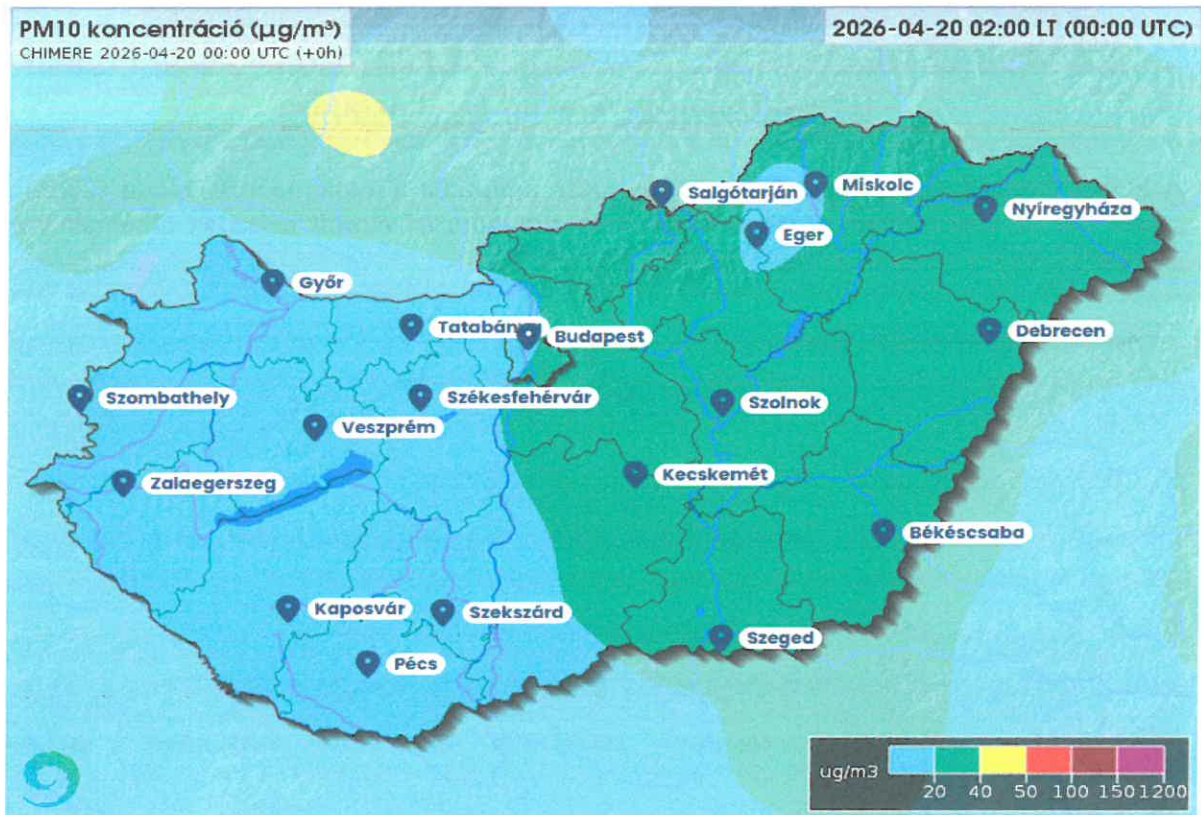 PM10 koncentráció (µg/m³)
CHIMERE 2026-04-20 00:00 UTC (+0h)
2026-04-20 02:00 LT (00:00 UTC)
Salgótarján
Miskolc
Nyíregyháza
Eger
Győr
Tatabánya
Budapest
Debrecen
Szombathely
Székesfehérvár
Szolnok
Veszprém
Zalaegerszeg
Kecskemét
Békéscsaba
Kaposvár
Szekszárd
Szeged
Pécs
ug/m3
20 40 50 100 150 1200